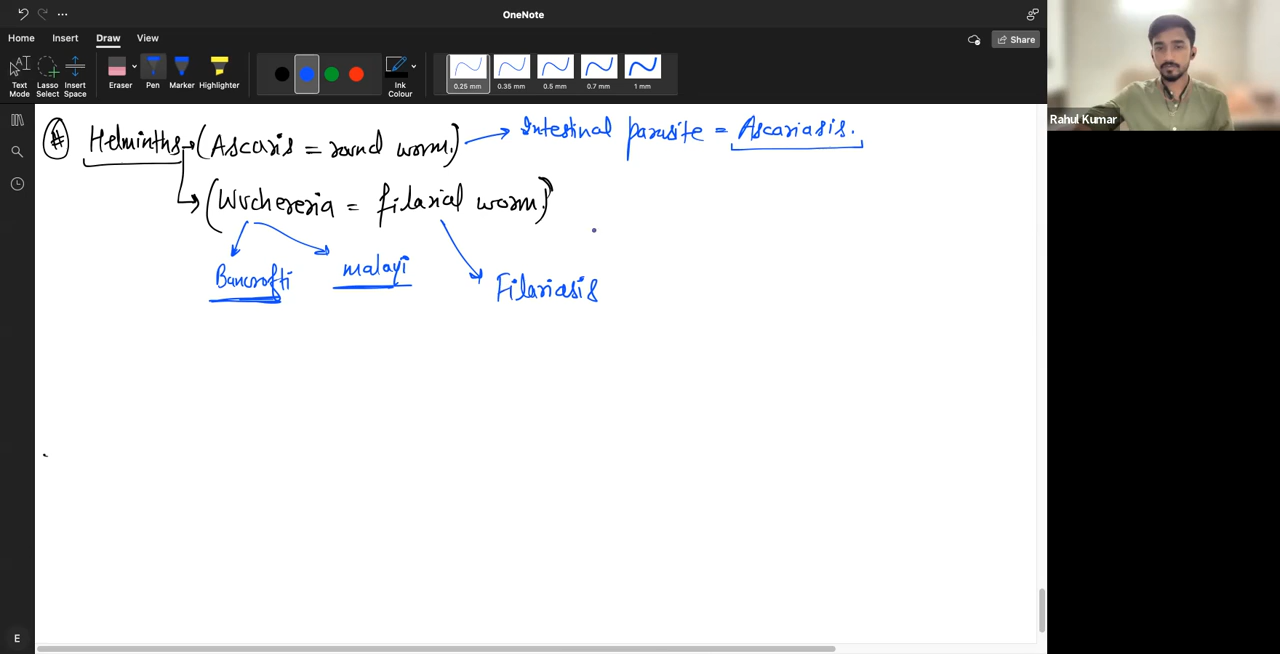 OneNote
Home Insert Draw View
Share
Text Mode
Lasso Select
Insert Space
Eraser
Pen
Marker
Highlighter
Ink Colour
0.25 mm 0.35 mm 0.5 mm 0.7 mm 1 mm
Rahul Kumar
# Helminths → (Ascaris = round worm.) → Intestinal parasite = Ascariasis.
→ (Wuchereria = filarial worm.)
Bancrofti malayi Filariasis
E